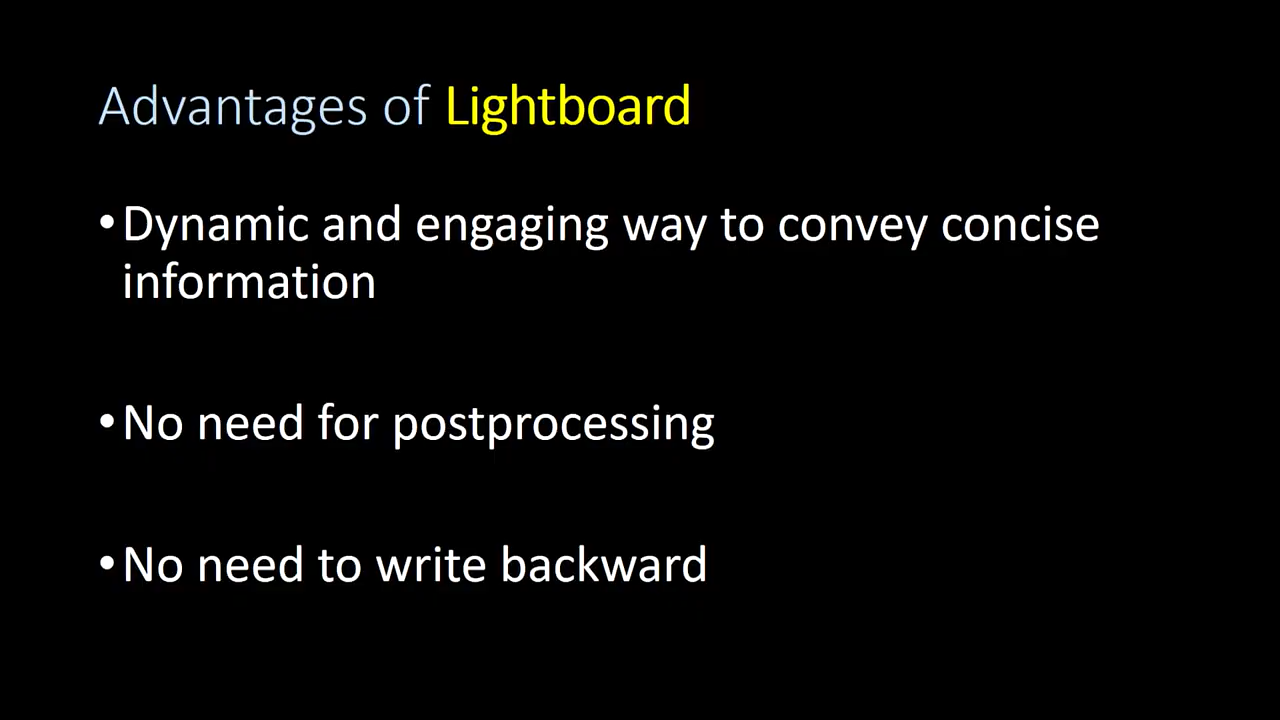 Advantages of Lightboard
•Dynamic and engaging way to convey concise
information
•No need for postprocessing
•No need to write backward